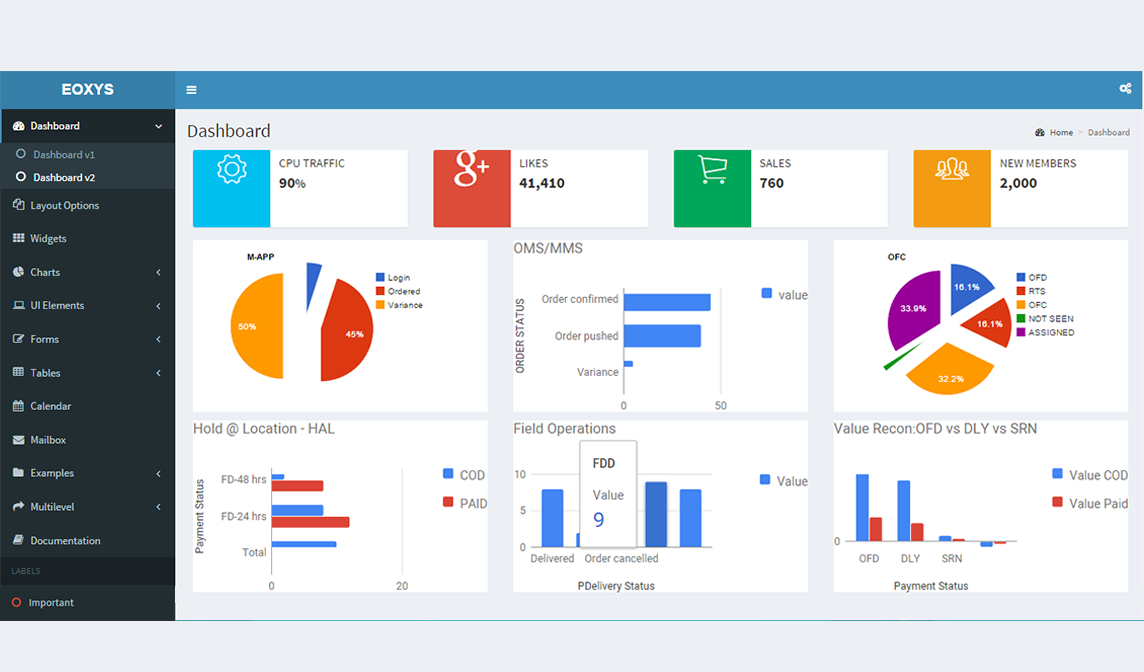 EOXYS
Dashboard
Dashboard v1
Dashboard v2
Layout Options
Widgets
Charts
UI Elements
Forms
Tables
Calendar
Mailbox
Examples
Multilevel
Documentation
LABELS
Important
Dashboard
Home > Dashboard
CPU TRAFFIC
90%
g+
LIKES
41,410
SALES
760
NEW MEMBERS
2,000
M-APP
50%
45%
Login
Ordered
Variance
OMS/MMS
ORDER STATUS
Order confirmed
Order pushed
Variance
0 50
value
OFC
33.9%
16.1%
16.1%
32.2%
OFD
RTS
OFC
NOT SEEN
ASSIGNED
Hold @ Location - HAL
Payment Status
FD-48 hrs
FD-24 hrs
Total
0 20
COD
PAID
Field Operations
10
5
0
FDD
Value
9
Delivered Order cancelled
PDelivery Status
Value
Value Recon:OFD vs DLY vs SRN
0
OFD DLY SRN
Payment Status
Value COD
Value Paid